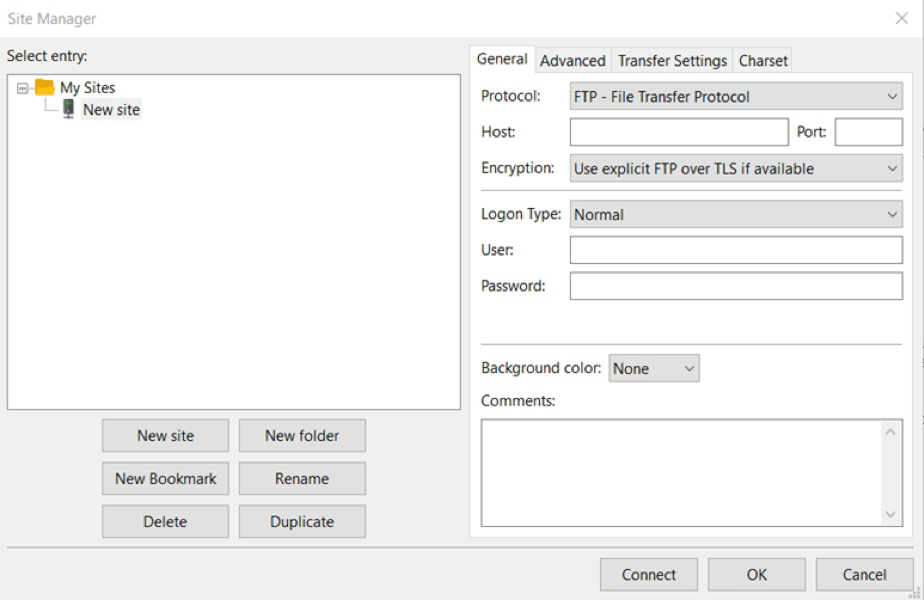 Site Manager
Select entry:
My Sites
New site
New site
New folder
New Bookmark
Rename
Delete
Duplicate
General
Advanced
Transfer Settings
Charset
Protocol:
FTP - File Transfer Protocol
Host:
Port:
Encryption:
Use explicit FTP over TLS if available
Logon Type:
Normal
User:
Password:
Background color:
None
Comments:
Connect
OK
Cancel